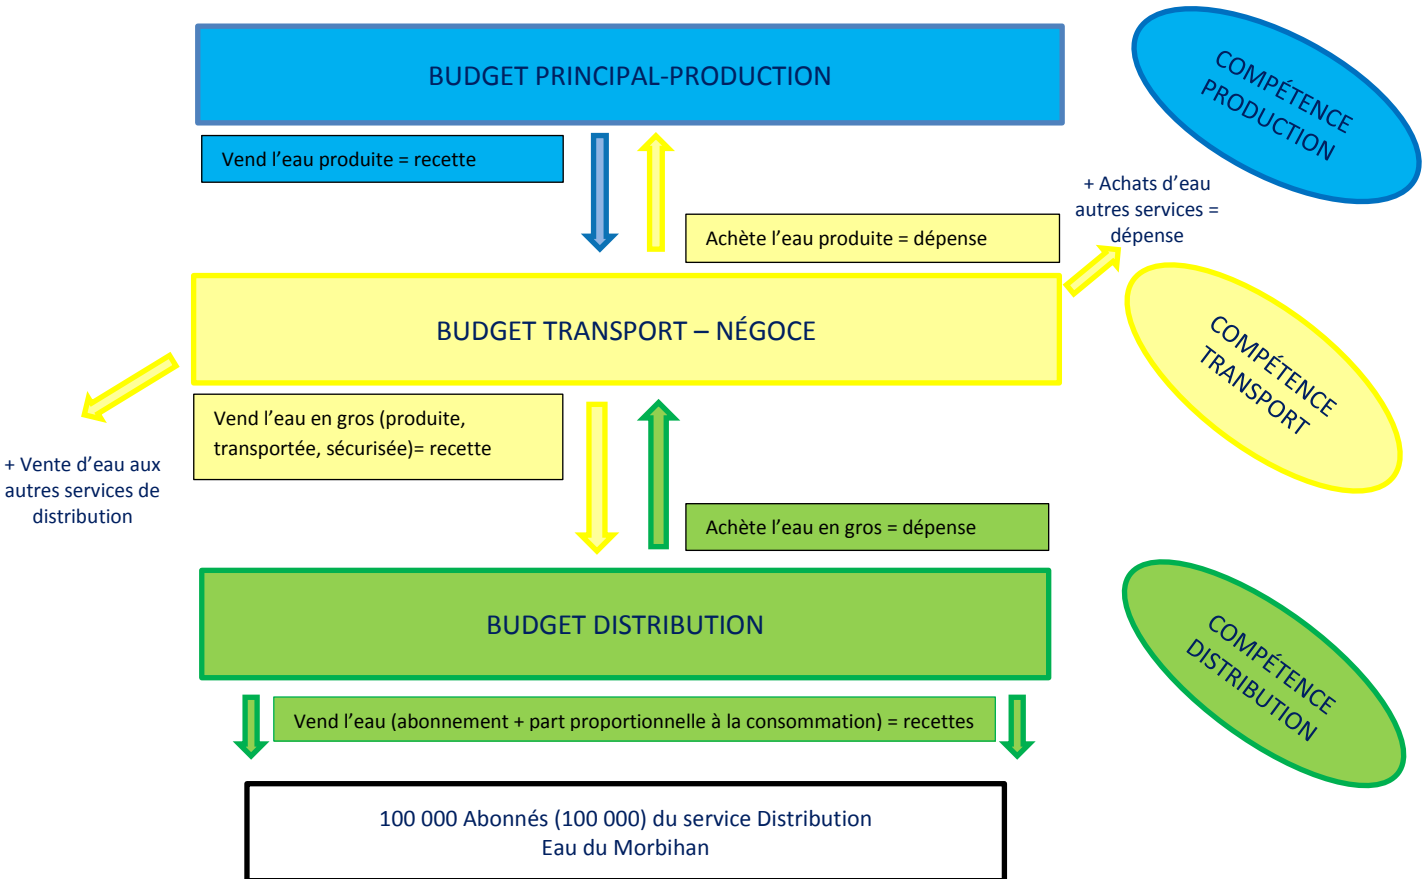 BUDGET PRINCIPAL-PRODUCTION
COMPÉTENCE
PRODUCTION
Vend l’eau produite = recette
+ Achats d’eau
autres services =
dépense
Achète l’eau produite = dépense
BUDGET TRANSPORT – NÉGOCE
COMPÉTENCE
TRANSPORT
Vend l’eau en gros (produite,
transportée, sécurisée)= recette
+ Vente d’eau aux
autres services de
distribution
Achète l’eau en gros = dépense
BUDGET DISTRIBUTION
COMPÉTENCE
DISTRIBUTION
Vend l’eau (abonnement + part proportionnelle à la consommation) = recettes
100 000 Abonnés (100 000) du service Distribution
Eau du Morbihan